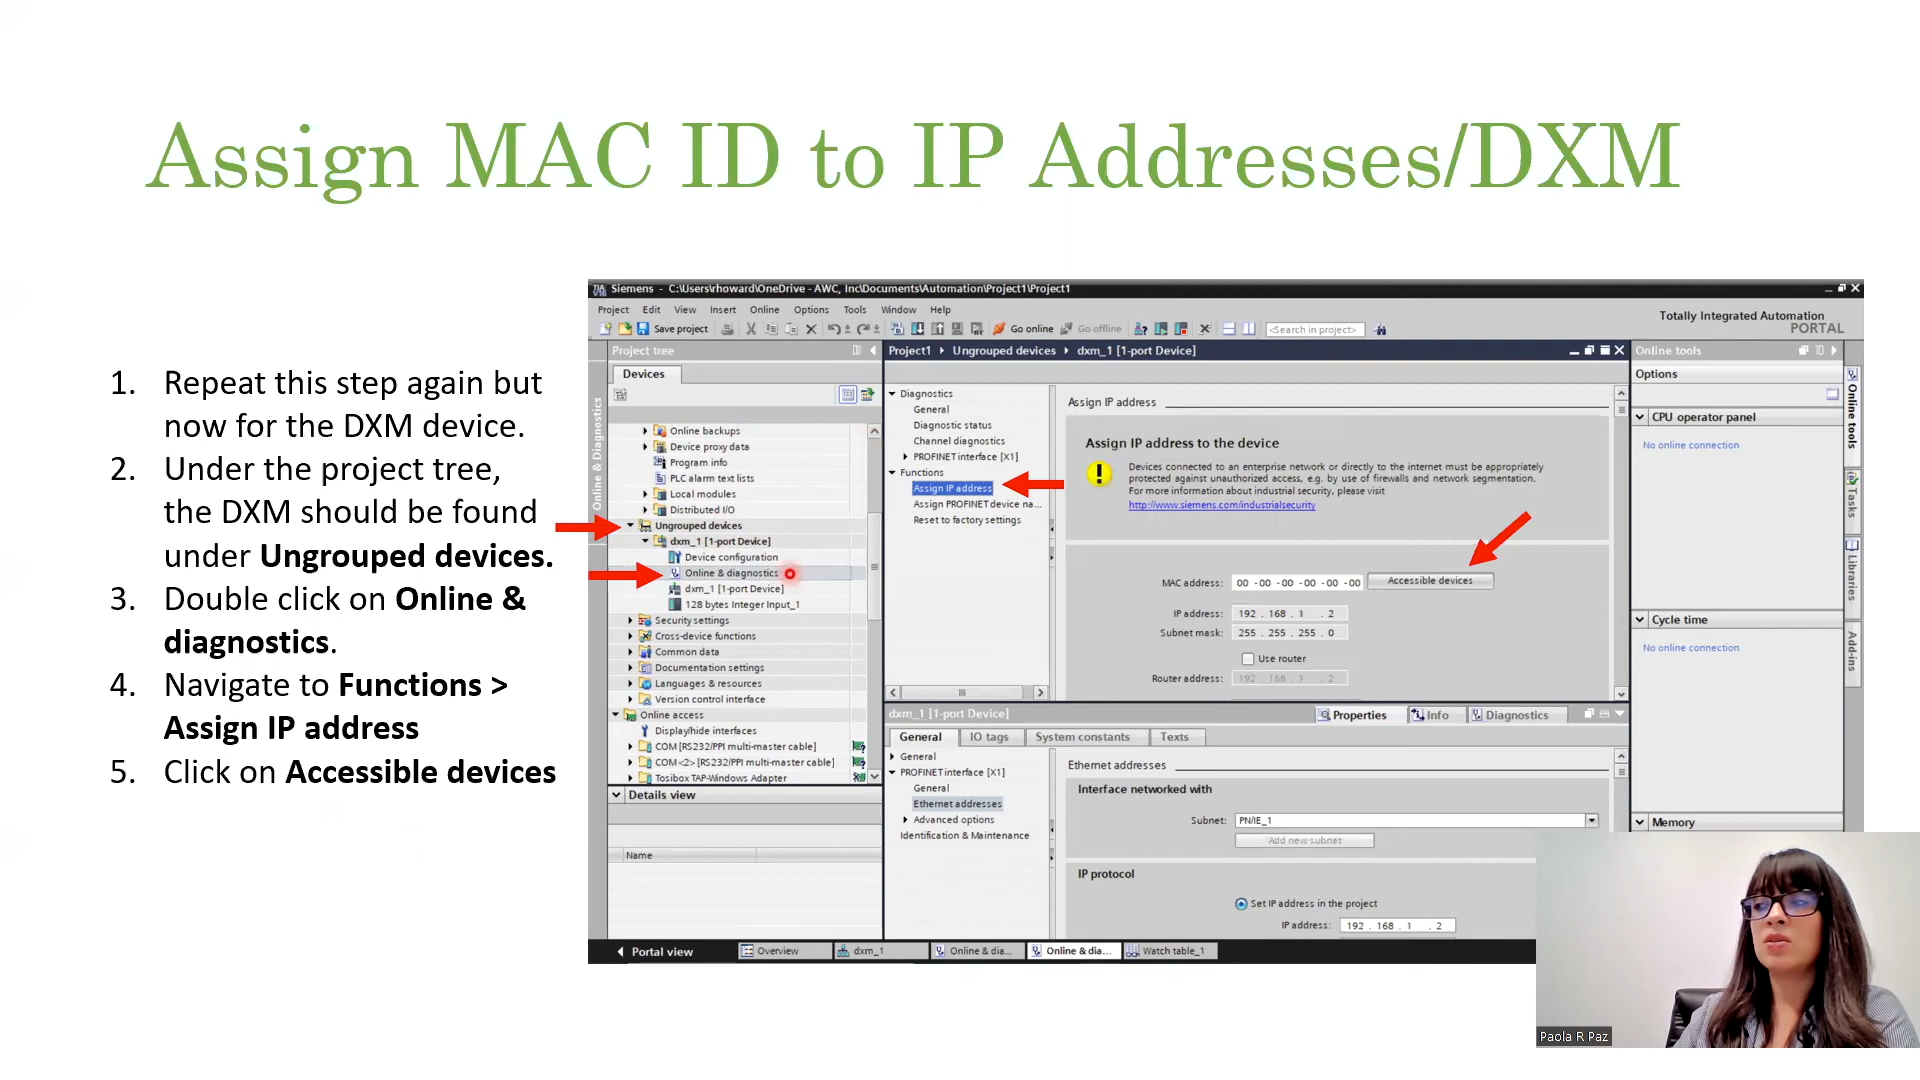 Assign MAC ID to IP Addresses/DXM
1. Repeat this step again but
now for the DXM device.
2. Under the project tree,
the DXM should be found
under Ungrouped devices.
3. Double click on Online &
diagnostics.
4. Navigate to Functions >
Assign IP address
5. Click on Accessible devices
Siemens - C:\Users\rhoward\OneDrive - AWC, Inc\Documents\Automation\Project1\Project1
Project Edit View Insert Online Options Tools Window Help
Save project
Go online
Go offline
<Search in project>
Totally Integrated Automation
PORTAL
Project tree
Devices
Online & Diagnostics
Online backups
Device proxy data
Program info
PLC alarm text lists
Local modules
Distributed I/O
Ungrouped devices
dxm_1 [1-port Device]
Device configuration
Online & diagnostics
dxm_1 [1-port Device]
128 bytes Integer Input_1
Security settings
Cross-device functions
Common data
Documentation settings
Languages & resources
Version control interface
Online access
Display/hide interfaces
COM [RS232/PPI multi-master cable]
COM <2> [RS232/PPI multi-master cable]
Tosibox TAP-Windows Adapter
Details view
Name
Project1 Ungrouped devices dxm_1 [1-port Device]
Diagnostics
General
Diagnostic status
Channel diagnostics
PROFINET interface [X1]
Functions
Assign IP address
Assign PROFINET device na...
Reset to factory settings
Assign IP address
Assign IP address to the device
Devices connected to an enterprise network or directly to the internet must be appropriately
protected against unauthorized access, e.g. by use of firewalls and network segmentation.
For more information about industrial security, please visit
http://www.siemens.com/industrialsecurity
MAC address: 00 -00 -00 -00 -00 -00 Accessible devices
IP address: 192 . 168 . 1 . 2
Subnet mask: 255 . 255 . 255 . 0
Use router
Router address: 192 . 168 . 1 . 2
dxm_1 [1-port Device]
Properties Info Diagnostics
General IO tags System constants Texts
General
PROFINET interface [X1]
General
Ethernet addresses
Advanced options
Identification & Maintenance
Ethernet addresses
Interface networked with
Subnet: PN/IE_1
Add new subnet
IP protocol
Set IP address in the project
IP address: 192 . 168 . 1 . 2
Online tools
Options
CPU operator panel
No online connection
Cycle time
No online connection
Memory
Online tools
Tasks
Libraries
Add-ins
Portal view Overview dxm_1 Online & dia... Online & dia... Watch table_1
Paola R Paz